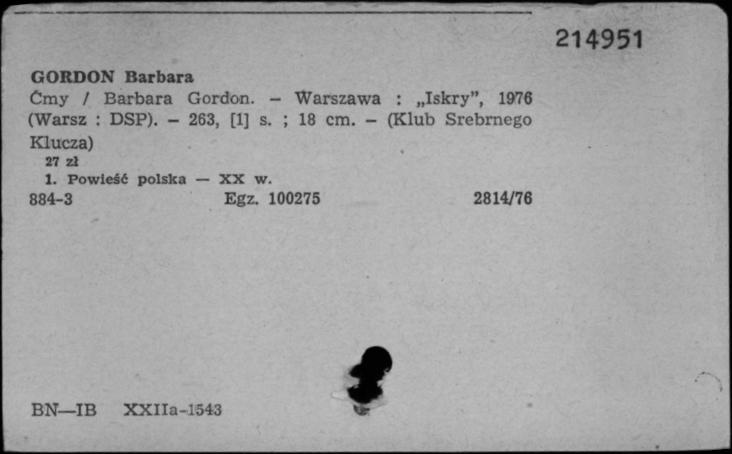 214951
GORDON Barbara
Ćmy / Barbara Gordon. – Warszawa : „Iskry”, 1976
(Warsz : DSP). – 263, [1] s. ; 18 cm. – (Klub Srebrnego
Klucza)
27 zł
1. Powieść polska — XX w.
884-3 Egz. 100275 2814/76
BN—IB XXIIa-1543